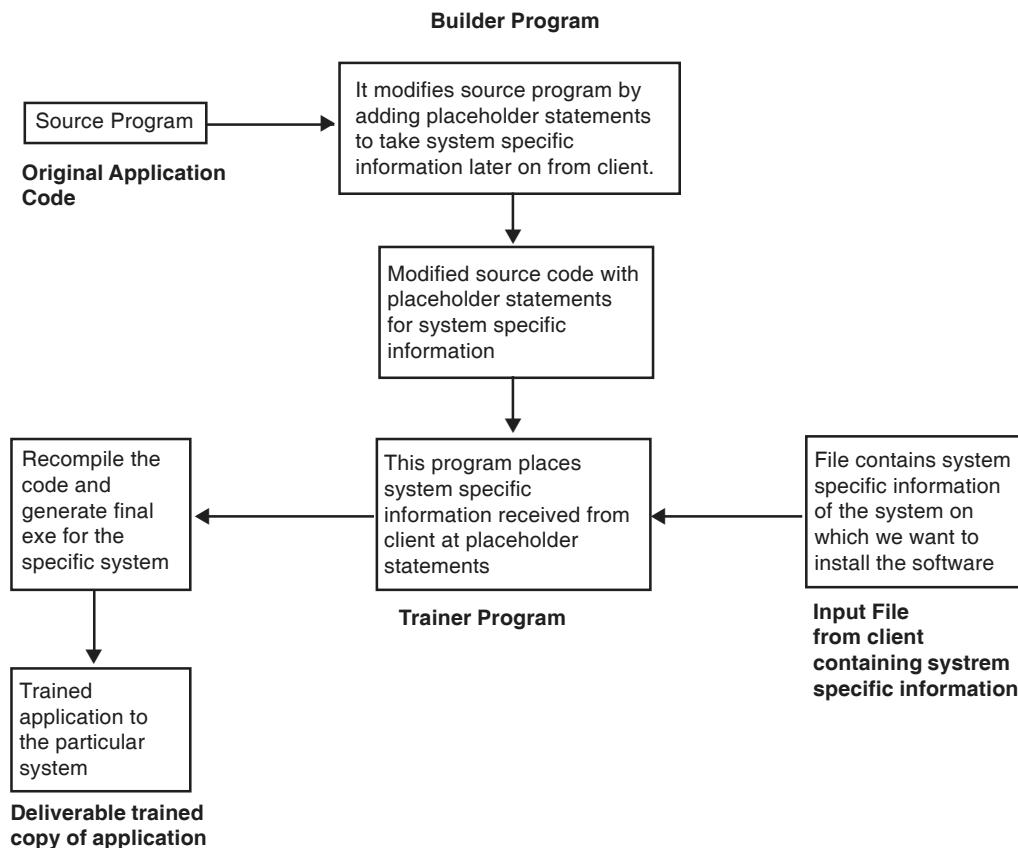 Builder Program
It modifies source program by
adding placeholder statements
to take system specific
information later on from client.
Source Program
Original Application
Code
Modified source code with
placeholder statements
for system specific
information
Recompile the
code and
generate final
exe for the
specific system
This program places
system specific
information received from
client at placeholder
statements
File contains system
specific information
of the system on
which we want to
install the software
Trainer Program
Input File
from client
containing systrem
specific information
Trained
application to
the particular
system
Deliverable trained
copy of application